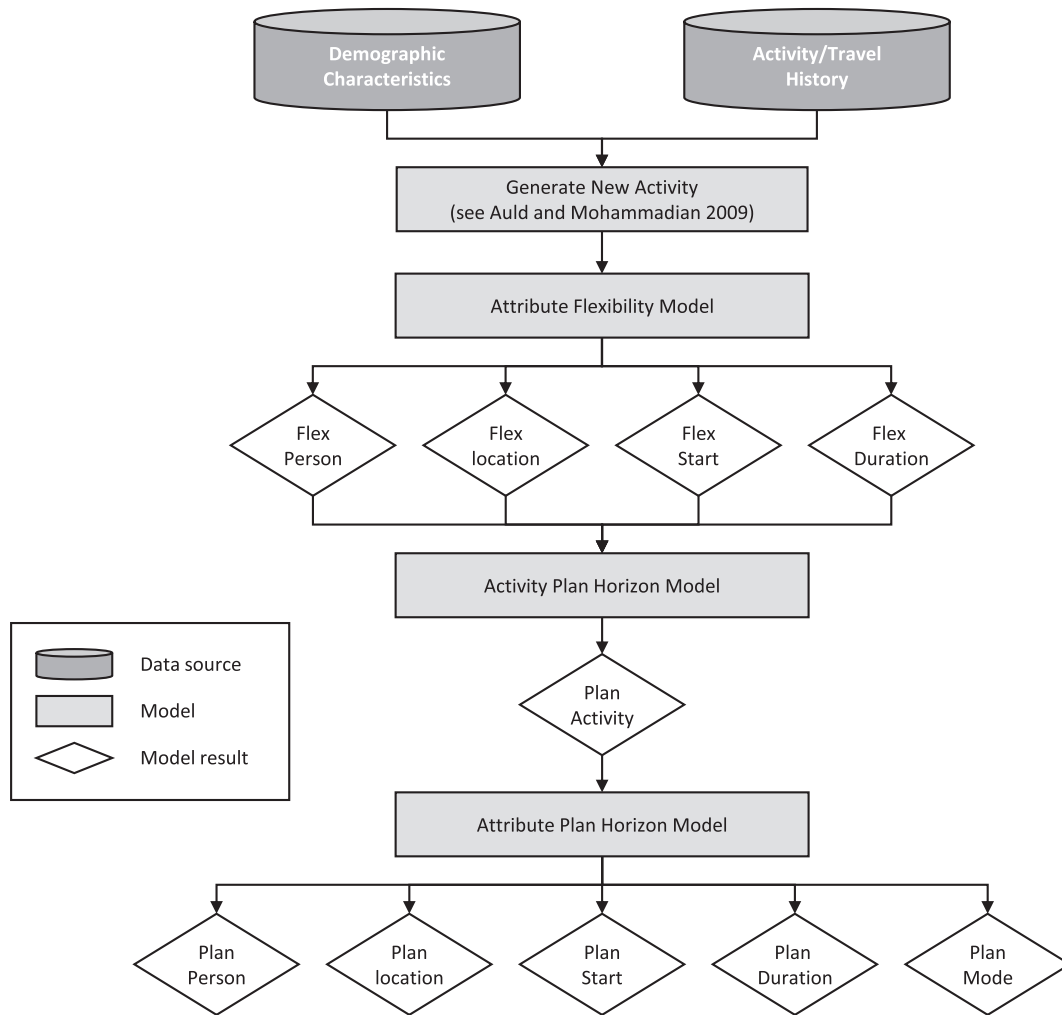 Demographic
Characteristics
Activity/Travel
History
Generate New Activity
(see Auld and Mohammadian 2009)
Attribute Flexibility Model
Flex
Person
Flex
location
Flex
Start
Flex
Duration
Activity Plan Horizon Model
Data source
Model
Model result
Plan
Activity
Attribute Plan Horizon Model
Plan
Person
Plan
location
Plan
Start
Plan
Duration
Plan
Mode